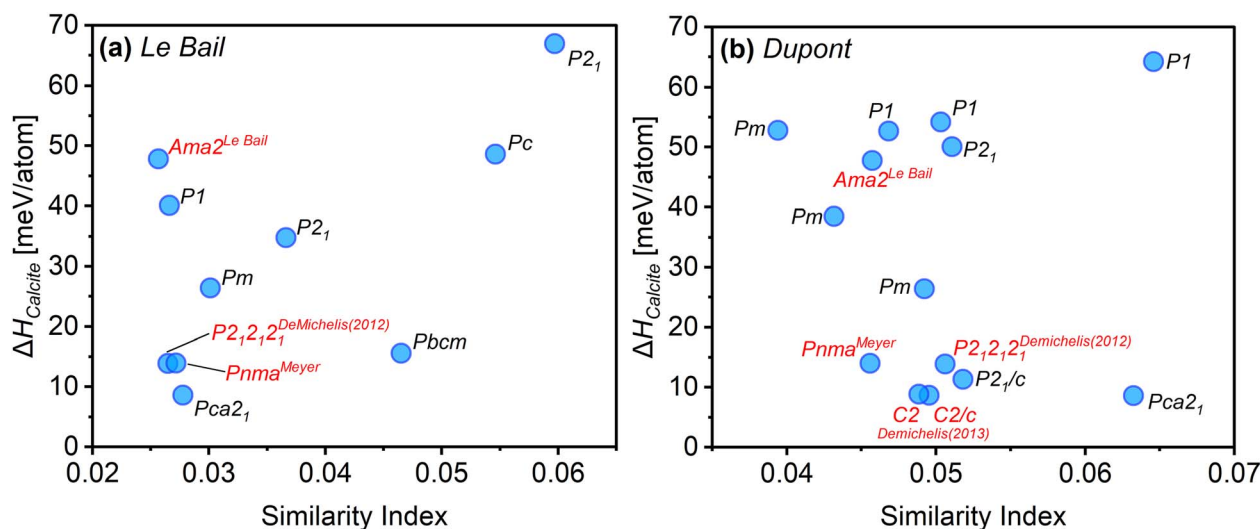 (a) Le Bail
ΔH_Calcite [meV/atom]
70
60
50
40
30
20
10
0
P2₁
Ama2^Le Bail
Pc
P1
P2₁
Pm
P2₁2₁2₁^DeMichelis(2012)
Pbcm
Pnma^Meyer
Pca2₁
0.02 0.03 0.04 0.05 0.06
Similarity Index
(b) Dupont
ΔH_Calcite [meV/atom]
70
60
50
40
30
20
10
0
P1
P1
P1
Pm
P2₁
Ama2^Le Bail
Pm
Pm
Pnma^Meyer
P2₁2₁2₁^Demichelis(2012)
P2₁/c
Pca2₁
C2 C2/c
Demichelis(2013)
0.04 0.05 0.06 0.07
Similarity Index